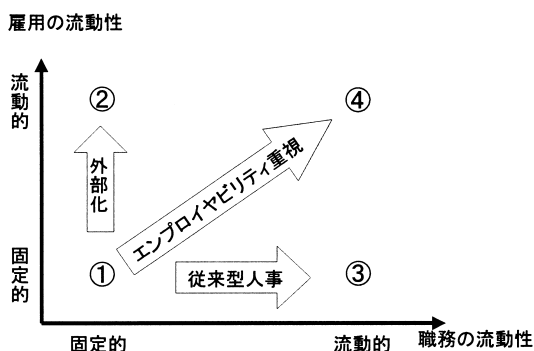 雇用の流動性
流動的
②
④
外部化
エンプロイヤビリティ重視
固定的
①
従来型人事
③
固定的
流動的
職務の流動性